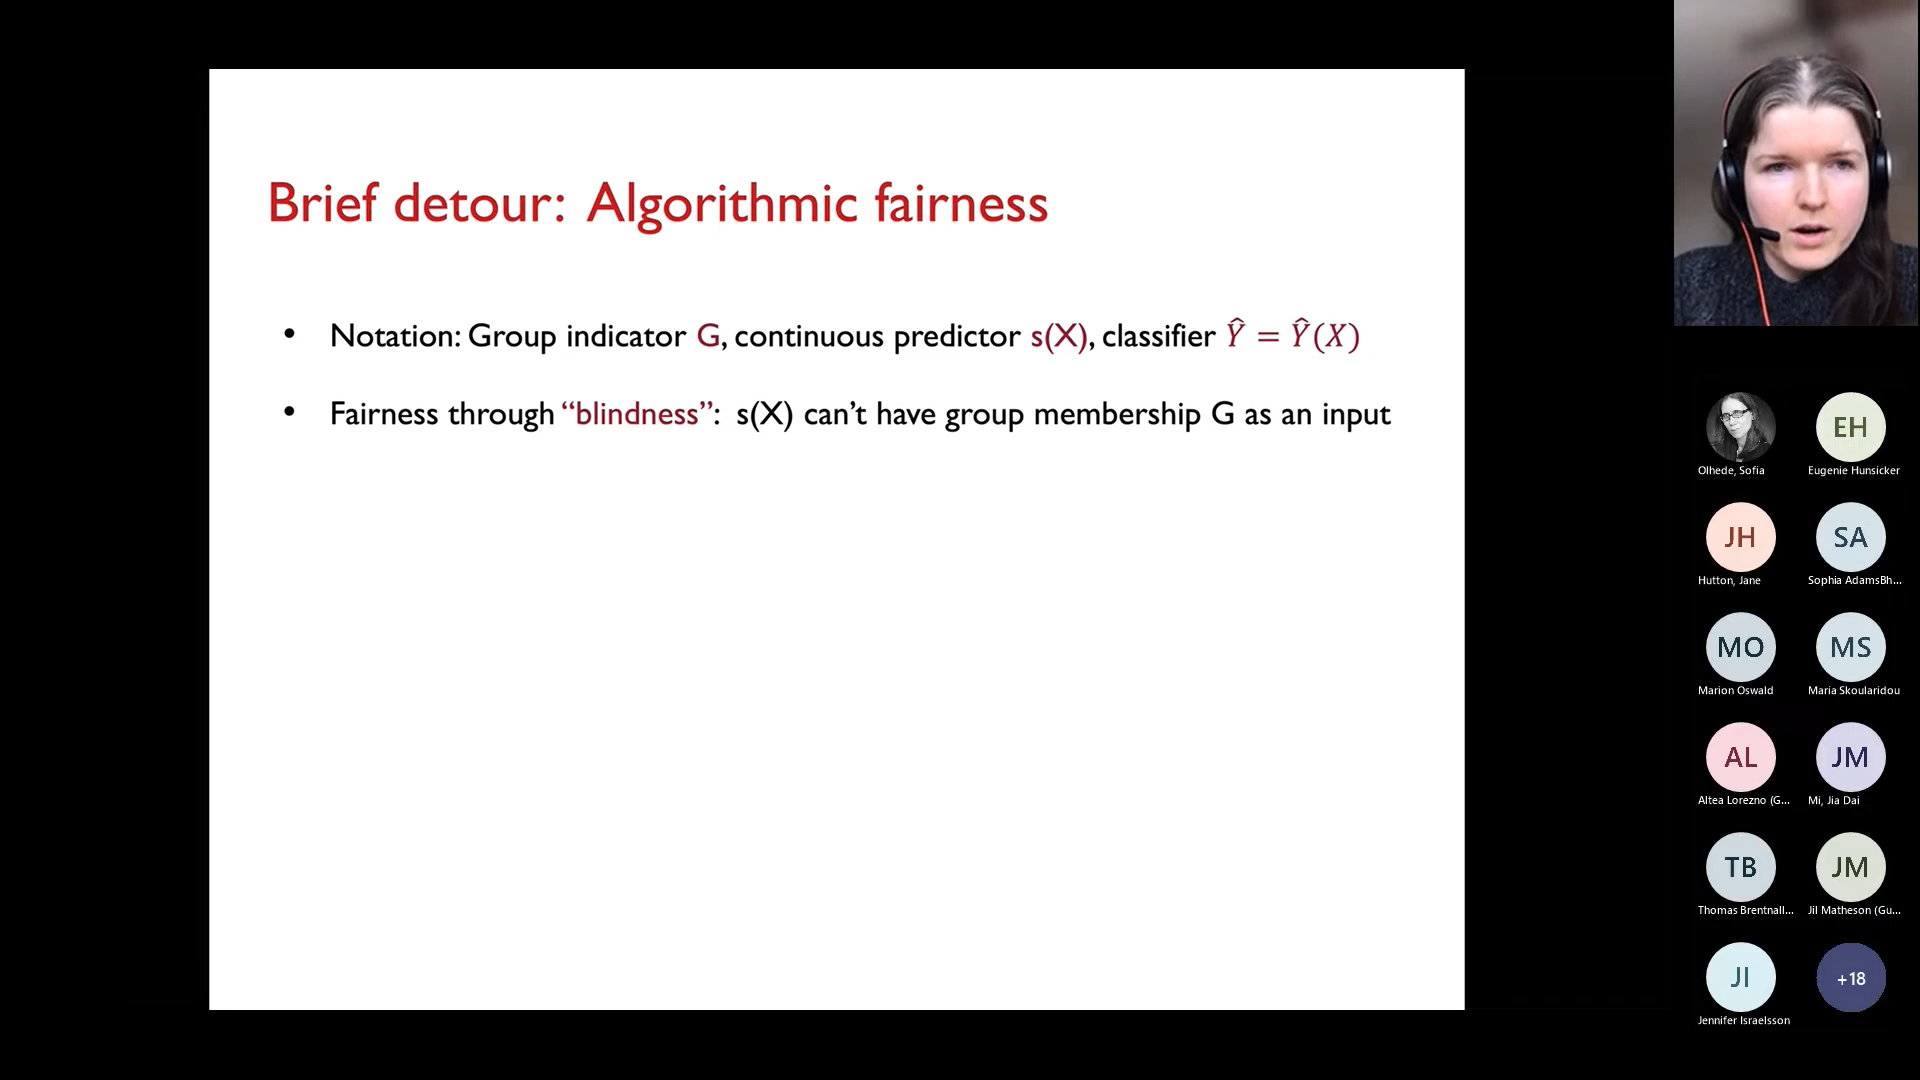 Brief detour: Algorithmic fairness
• Notation: Group indicator G, continuous predictor s(X), classifier Ŷ = Ŷ(X)
• Fairness through “blindness”: s(X) can’t have group membership G as an input
Olhede, Sofia
EH
Eugenie Hunsicker
JH
Hutton, Jane
SA
Sophia AdamsBh...
MO
Marion Oswald
MS
Maria Skoularidou
AL
Altea Lorezno (G...
JM
Mi, Jia Dai
TB
Thomas Brentnall...
JM
Jil Matheson (Gu...
JI
Jennifer Israelsson
+18